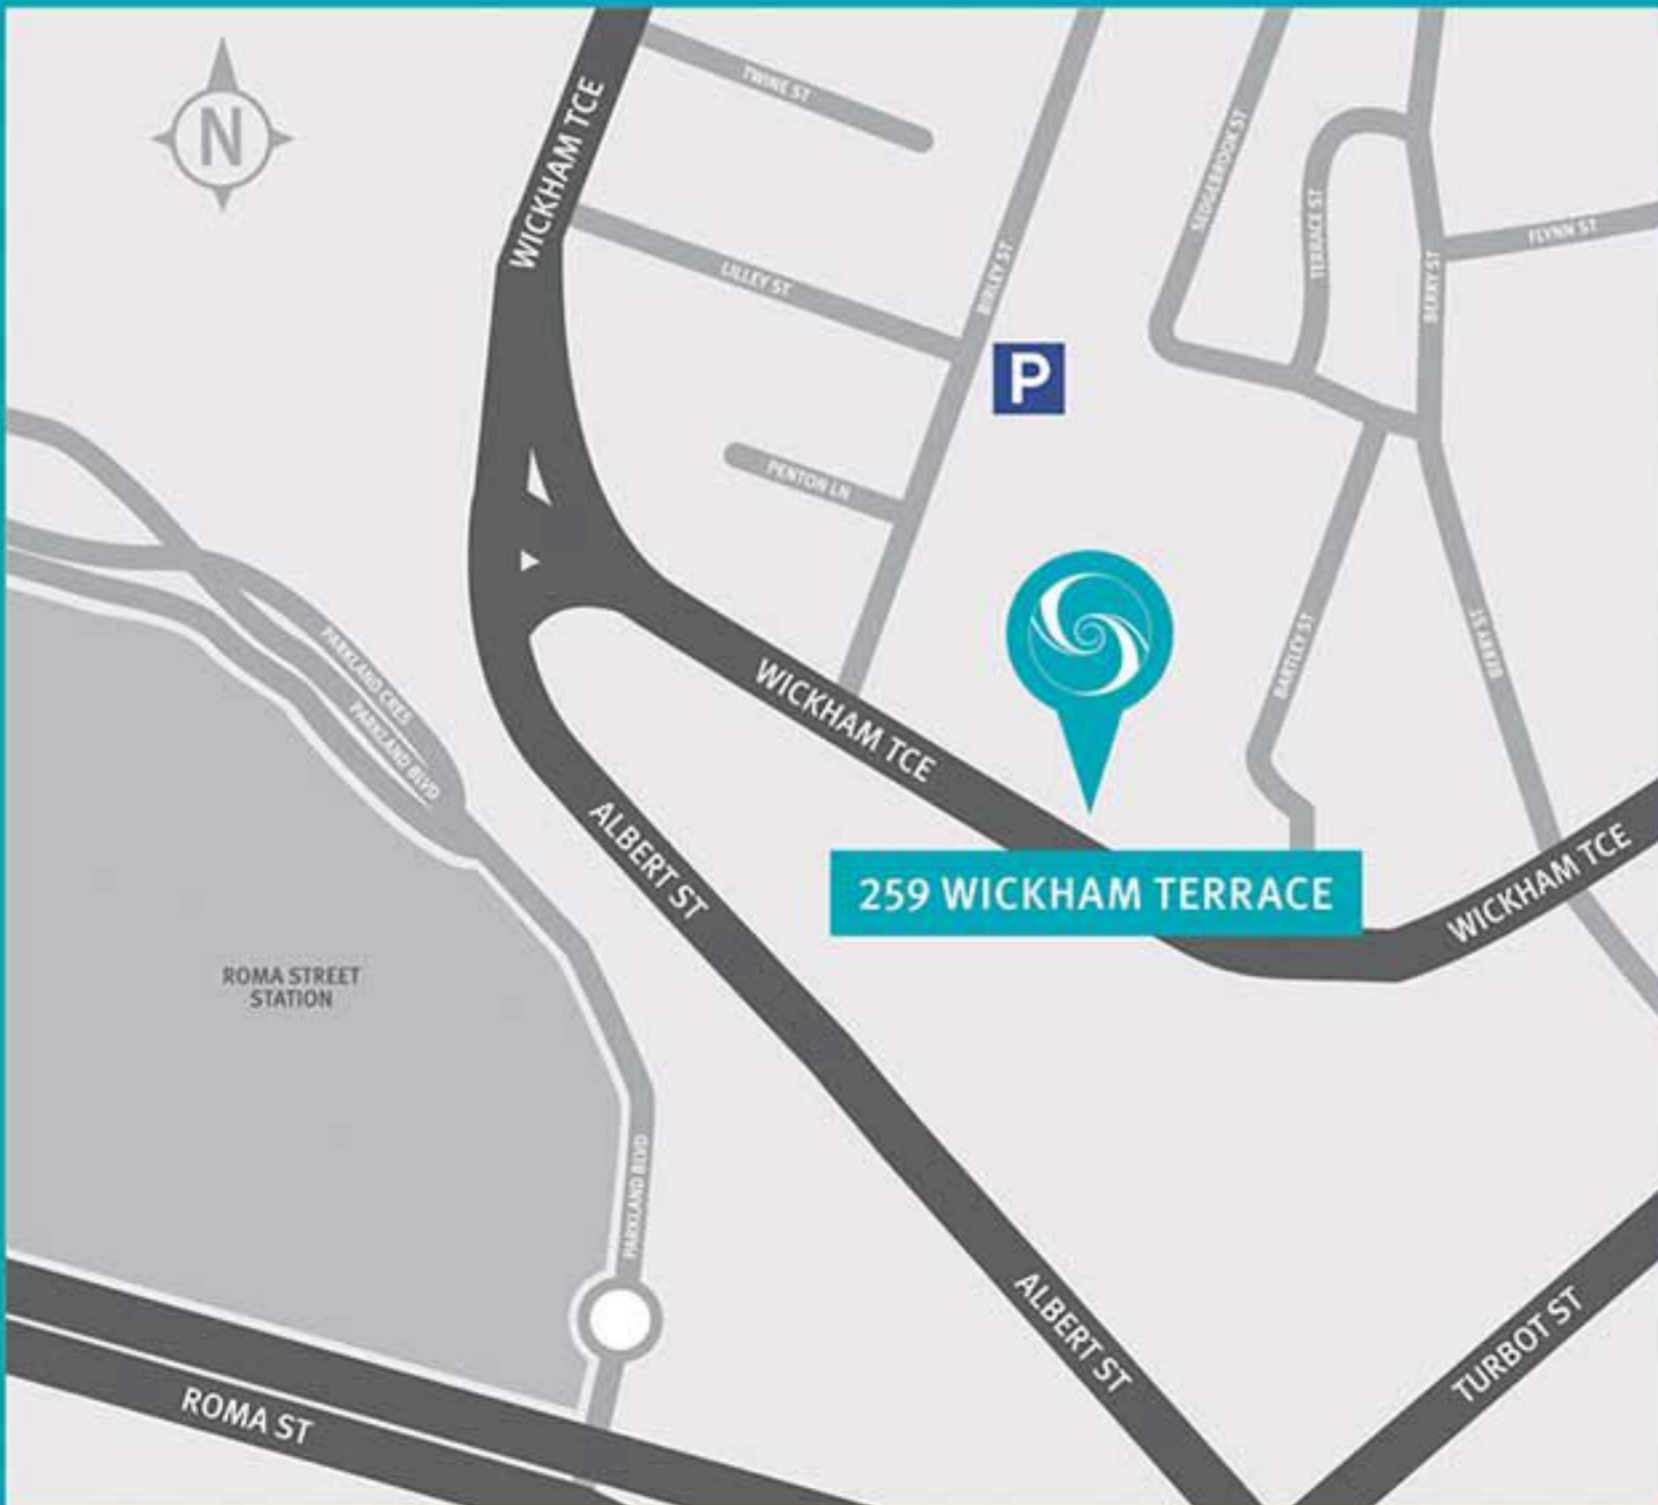 N
TWINE ST
WICKHAM TCE
SEDGEBROOK ST
TERRACE ST
FLYNN ST
LILLEY ST
BIRLEY ST
BERRY ST
P
PENTON LN
BARTLEY ST
BERRY ST
PARKLAND CRES
PARKLAND BLVD
WICKHAM TCE
ALBERT ST
259 WICKHAM TERRACE
WICKHAM TCE
ROMA STREET
STATION
PARKLAND BLVD
ALBERT ST
TURBOT ST
ROMA ST